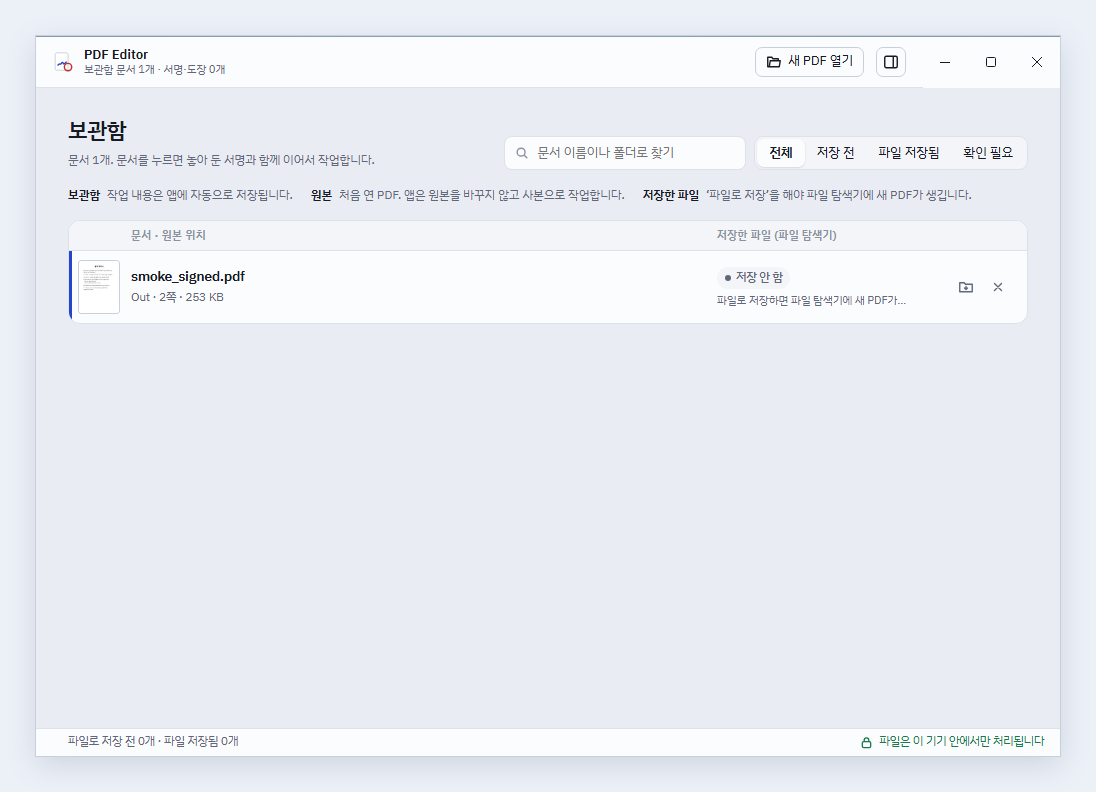 PDF Editor
보관함 문서 1개 · 서명·도장 0개
새 PDF 열기
보관함
문서 1개. 문서를 누르면 놓아 둔 서명과 함께 이어서 작업합니다.
문서 이름이나 폴더로 찾기
전체 저장 전 파일 저장됨 확인 필요
보관함 작업 내용은 앱에 자동으로 저장됩니다. 원본 처음 연 PDF. 앱은 원본을 바꾸지 않고 사본으로 작업합니다. 저장한 파일 ‘파일로 저장’을 해야 파일 탐색기에 새 PDF가 생깁니다.
문서 · 원본 위치 저장한 파일 (파일 탐색기)
smoke_signed.pdf
Out · 2쪽 · 253 KB
저장 안 함
파일로 저장하면 파일 탐색기에 새 PDF가…
파일로 저장 전 0개 · 파일 저장됨 0개
파일은 이 기기 안에서만 처리됩니다